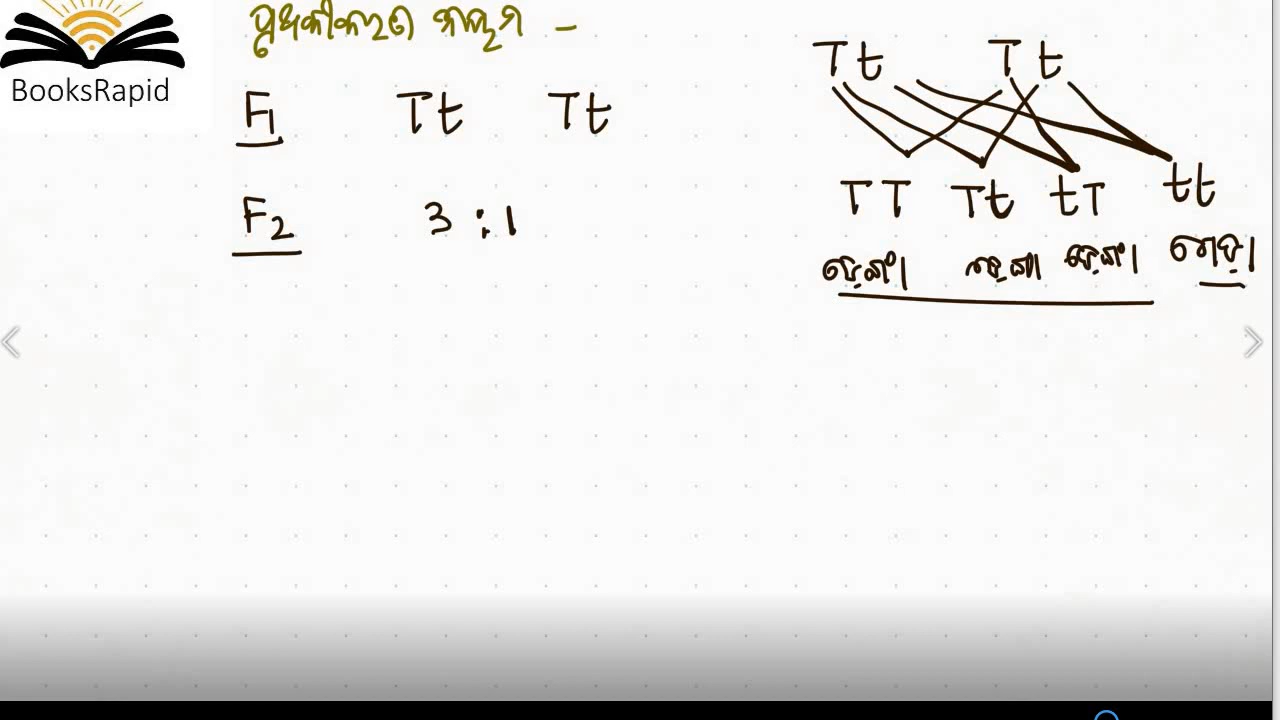 BooksRapid
ପୃଥକୀକରଣ ନିୟମ –
F1 Tt Tt
F2 3 : 1
Tt Tt
TT Tt tT tt
ଡେଙ୍ଗା ଡେଙ୍ଗା ଡେଙ୍ଗା ଗେଡ଼ା